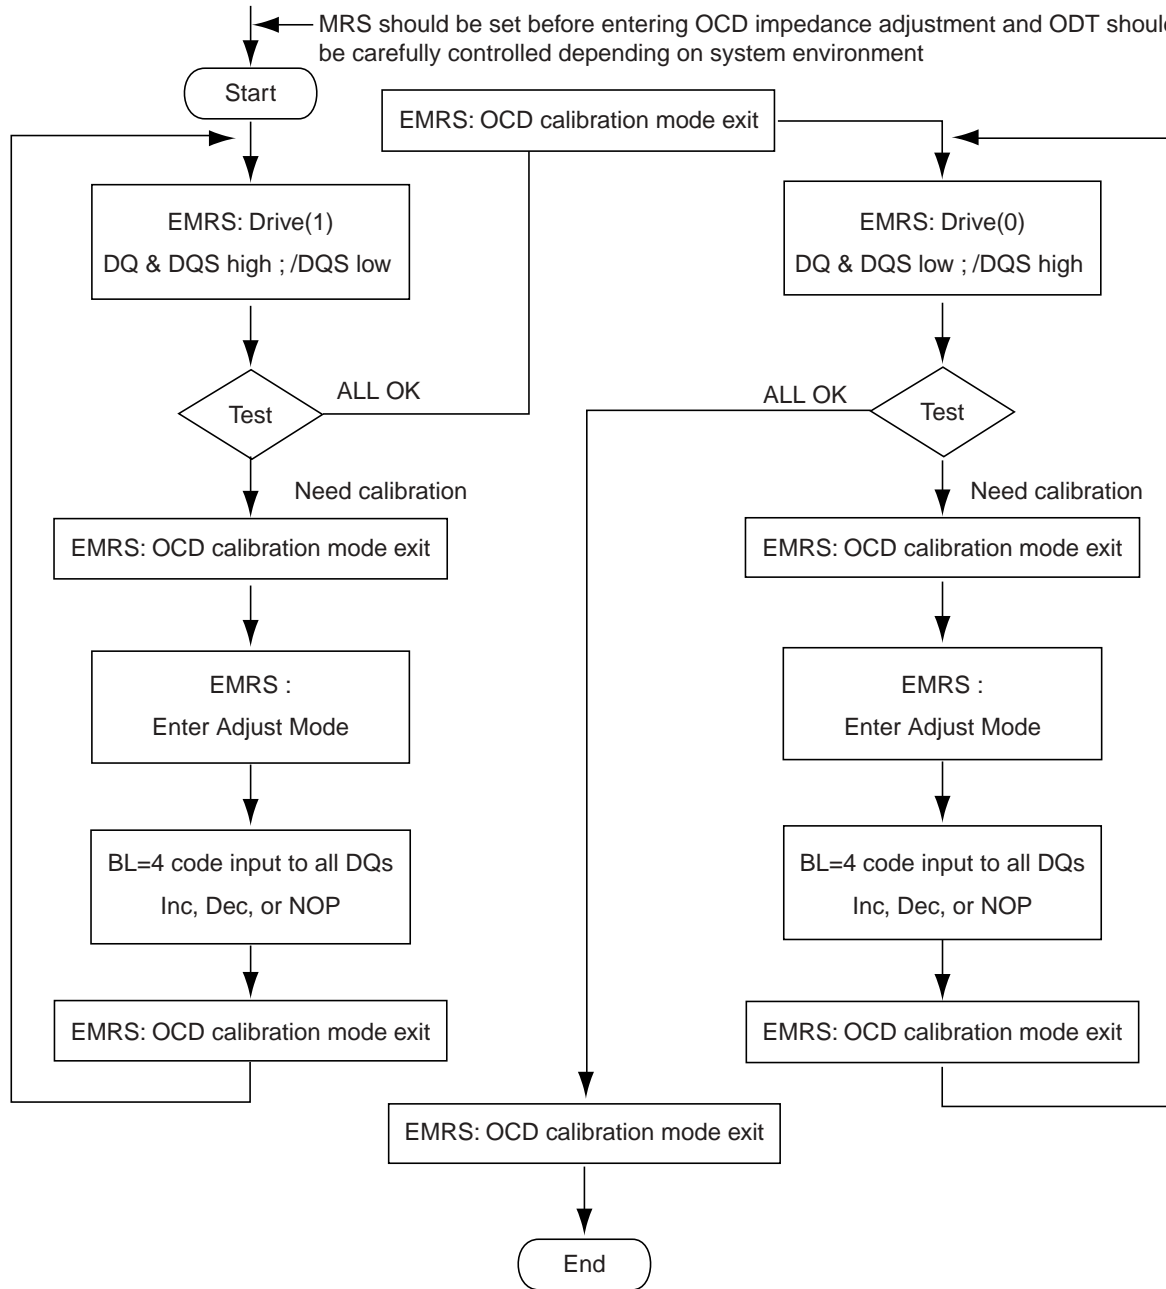 MRS should be set before entering OCD impedance adjustment and ODT should
be carefully controlled depending on system environment
Start
EMRS: OCD calibration mode exit
EMRS: Drive(1)
DQ & DQS high ; /DQS low
Test
ALL OK
Need calibration
EMRS: OCD calibration mode exit
EMRS :
Enter Adjust Mode
BL=4 code input to all DQs
Inc, Dec, or NOP
EMRS: OCD calibration mode exit
EMRS: Drive(0)
DQ & DQS low ; /DQS high
ALL OK
Test
Need calibration
EMRS: OCD calibration mode exit
EMRS :
Enter Adjust Mode
BL=4 code input to all DQs
Inc, Dec, or NOP
EMRS: OCD calibration mode exit
EMRS: OCD calibration mode exit
End